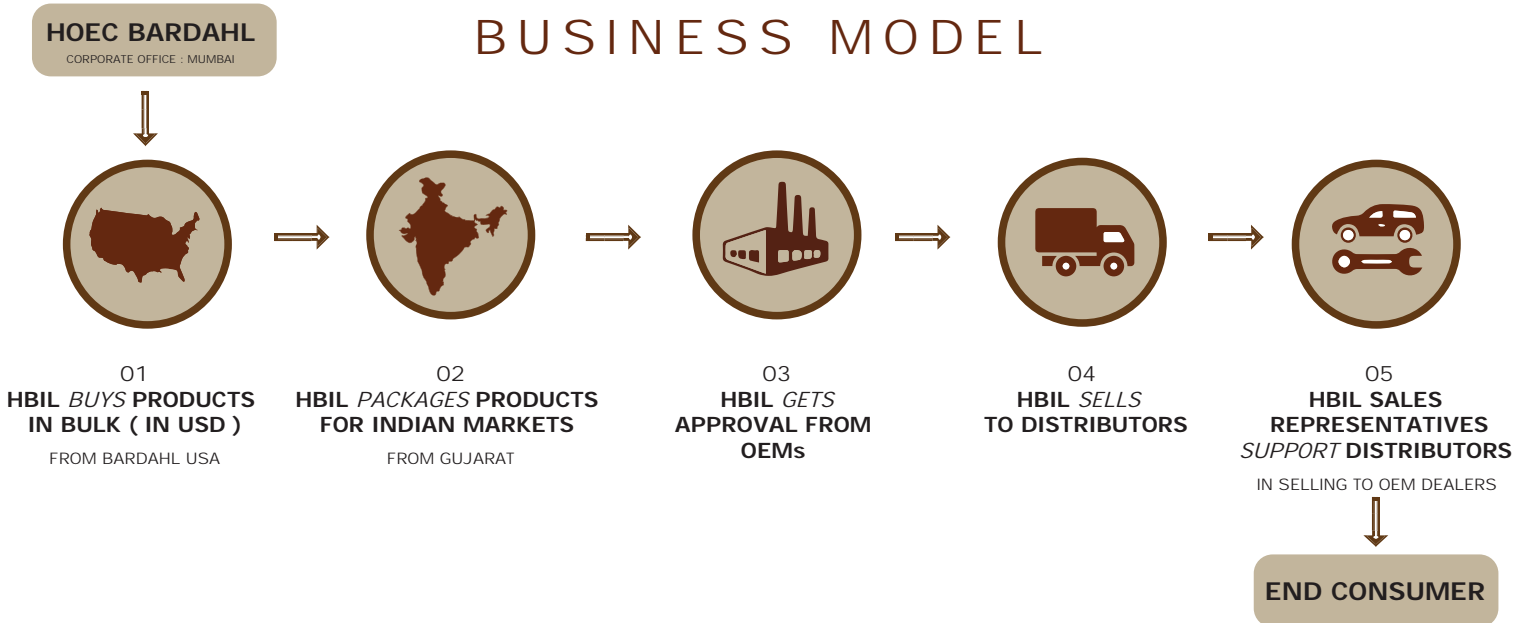 HOEC BARDAHL
CORPORATE OFFICE : MUMBAI
BUSINESS MODEL
01
HBIL BUYS PRODUCTS
IN BULK ( IN USD )
FROM BARDAHL USA
02
HBIL PACKAGES PRODUCTS
FOR INDIAN MARKETS
FROM GUJARAT
03
HBIL GETS
APPROVAL FROM
OEMs
04
HBIL SELLS
TO DISTRIBUTORS
05
HBIL SALES
REPRESENTATIVES
SUPPORT DISTRIBUTORS
IN SELLING TO OEM DEALERS
END CONSUMER